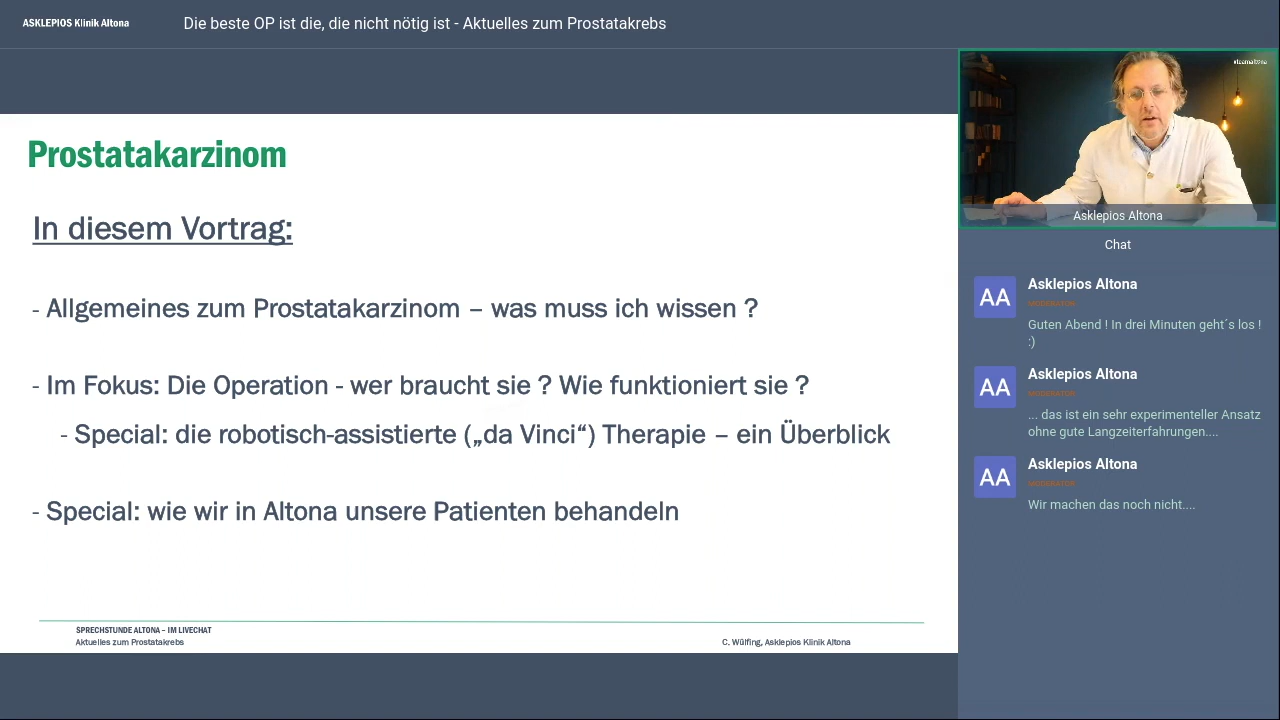 ASKLEPIOS Klinik Altona
Die beste OP ist die, die nicht nötig ist - Aktuelles zum Prostatakrebs
Prostatakarzinom
In diesem Vortrag:
- Allgemeines zum Prostatakarzinom – was muss ich wissen ?
- Im Fokus: Die Operation - wer braucht sie ? Wie funktioniert sie ?
- Special: die robotisch-assistierte („da Vinci“) Therapie – ein Überblick
- Special: wie wir in Altona unsere Patienten behandeln
SPRECHSTUNDE ALTONA – IM LIVECHAT
Aktuelles zum Prostatakrebs
C. Wülfing, Asklepios Klinik Altona
#teamaltona
Asklepios Altona
Chat
AA
Asklepios Altona
MODERATOR
Guten Abend ! In drei Minuten geht´s los !
:)
AA
Asklepios Altona
MODERATOR
... das ist ein sehr experimenteller Ansatz
ohne gute Langzeiterfahrungen....
AA
Asklepios Altona
MODERATOR
Wir machen das noch nicht....